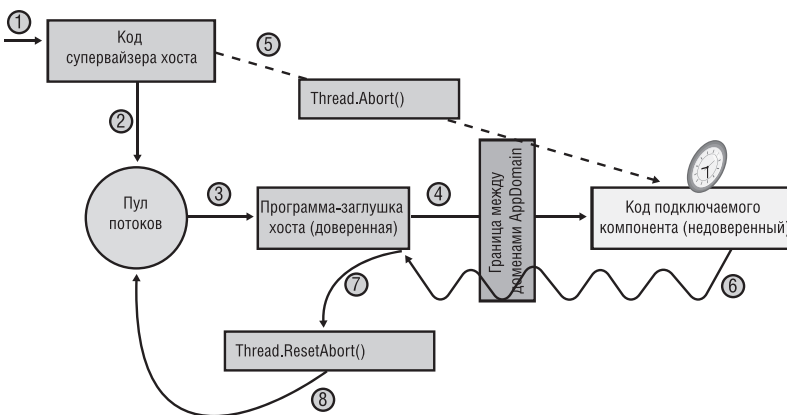 1
Код
супервайзера хоста
5
Thread.Abort()
2
Пул
потоков
3
Программа-заглушка
хоста (доверенная)
4
Граница между
доменами AppDomain
Код подключаемого
компонента (недоверенный)
6
7
Thread.ResetAbort()
8